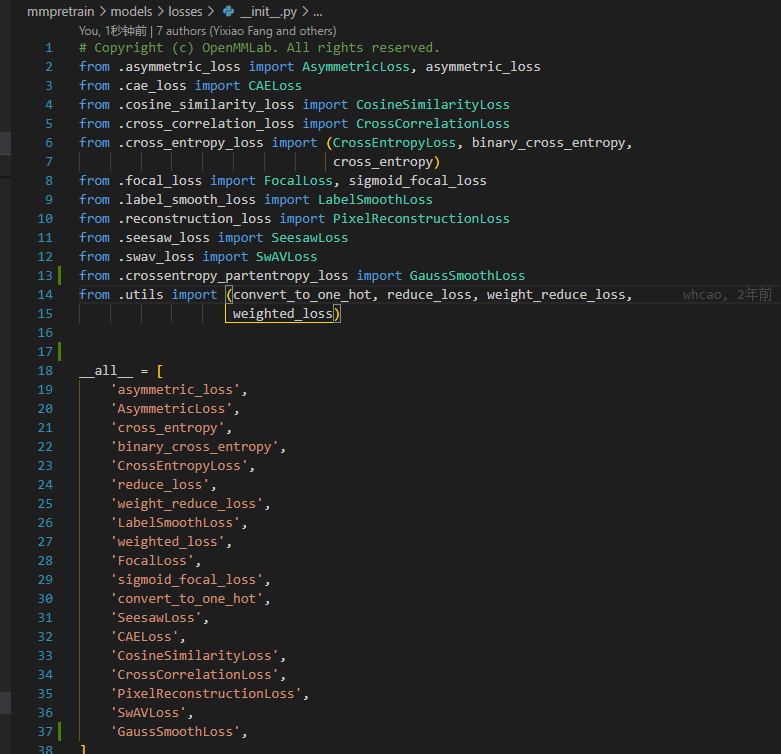 mmpretrain > models > losses > __init__.py > ...
You, 1秒钟前 | 7 authors (Yixiao Fang and others)
1 # Copyright (c) OpenMMLab. All rights reserved.
2 from .asymmetric_loss import AsymmetricLoss, asymmetric_loss
3 from .cae_loss import CAELoss
4 from .cosine_similarity_loss import CosineSimilarityLoss
5 from .cross_correlation_loss import CrossCorrelationLoss
6 from .cross_entropy_loss import (CrossEntropyLoss, binary_cross_entropy,
7 cross_entropy)
8 from .focal_loss import FocalLoss, sigmoid_focal_loss
9 from .label_smooth_loss import LabelSmoothLoss
10 from .reconstruction_loss import PixelReconstructionLoss
11 from .seesaw_loss import SeesawLoss
12 from .swav_loss import SwAVLoss
13 from .crossentropy_partentropy_loss import GaussSmoothLoss
14 from .utils import (convert_to_one_hot, reduce_loss, weight_reduce_loss, whcao, 2年前
15 weighted_loss)
16
17
18 __all__ = [
19 'asymmetric_loss',
20 'AsymmetricLoss',
21 'cross_entropy',
22 'binary_cross_entropy',
23 'CrossEntropyLoss',
24 'reduce_loss',
25 'weight_reduce_loss',
26 'LabelSmoothLoss',
27 'weighted_loss',
28 'FocalLoss',
29 'sigmoid_focal_loss',
30 'convert_to_one_hot',
31 'SeesawLoss',
32 'CAELoss',
33 'CosineSimilarityLoss',
34 'CrossCorrelationLoss',
35 'PixelReconstructionLoss',
36 'SwAVLoss',
37 'GaussSmoothLoss',
38 ]